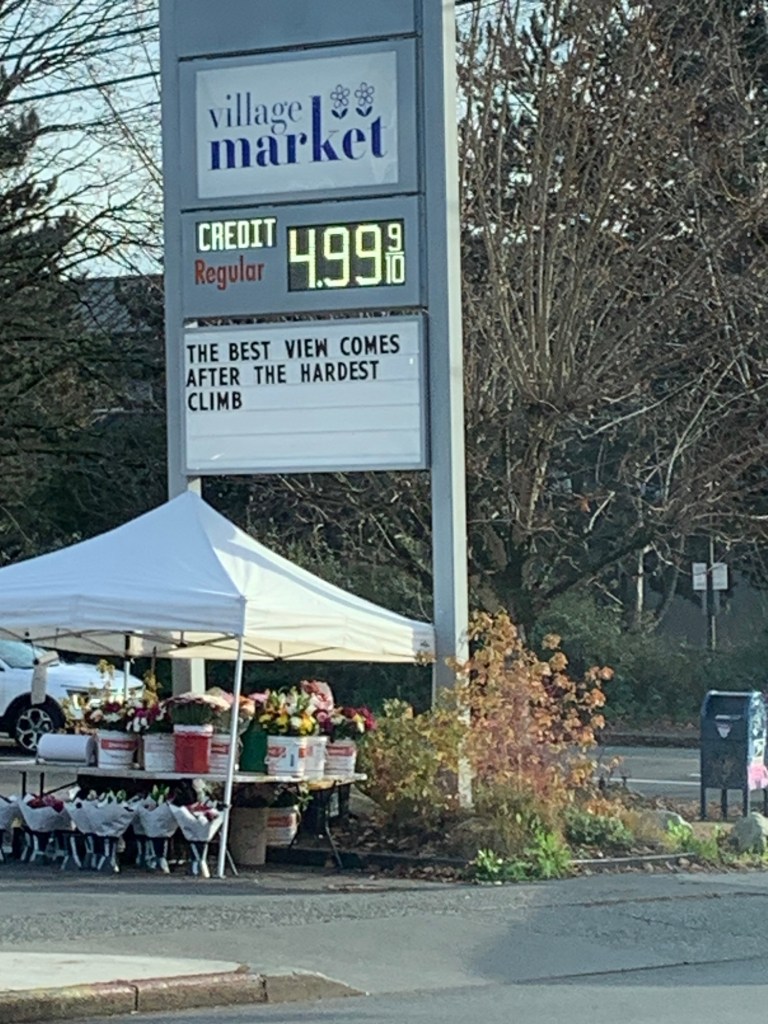 village
market
CREDIT
Regular
4.99 9/10
THE BEST VIEW COMES
AFTER THE HARDEST
CLIMB